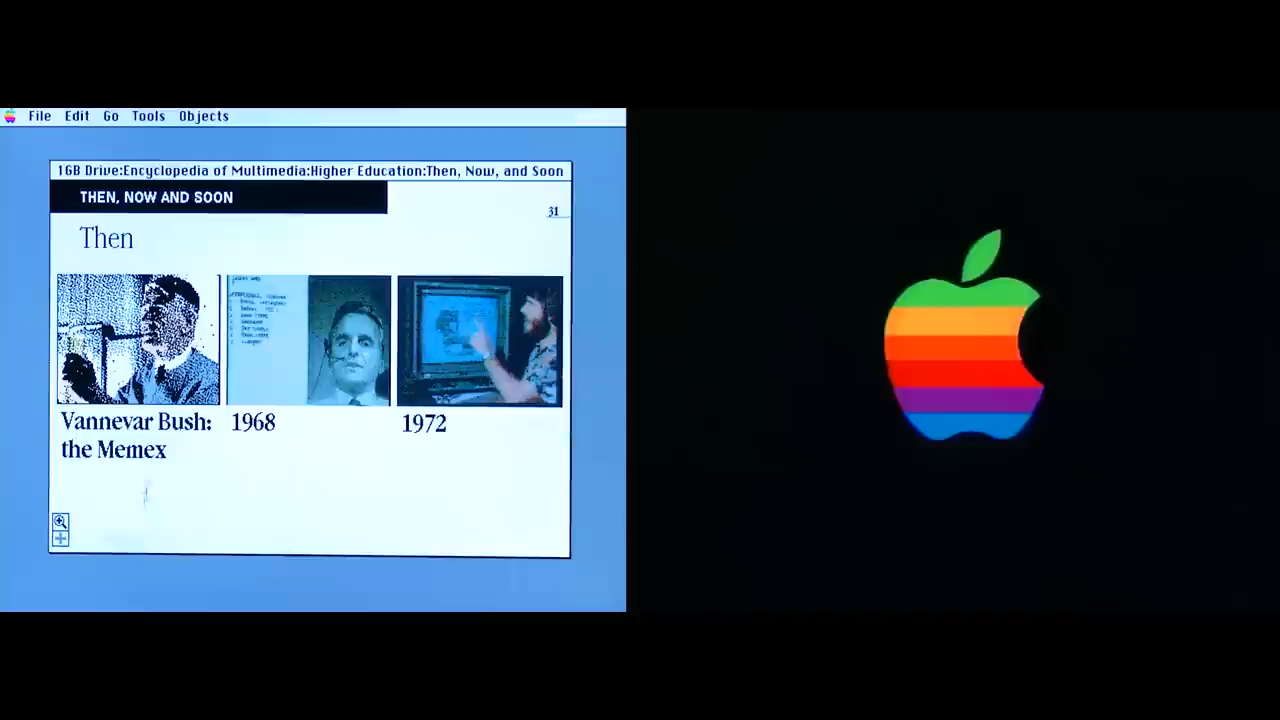 File Edit Go Tools Objects
1GB Drive:Encyclopedia of Multimedia:Higher Education:Then, Now, and Soon
THEN, NOW AND SOON
31
Then
Vannevar Bush: the Memex
1968
1972